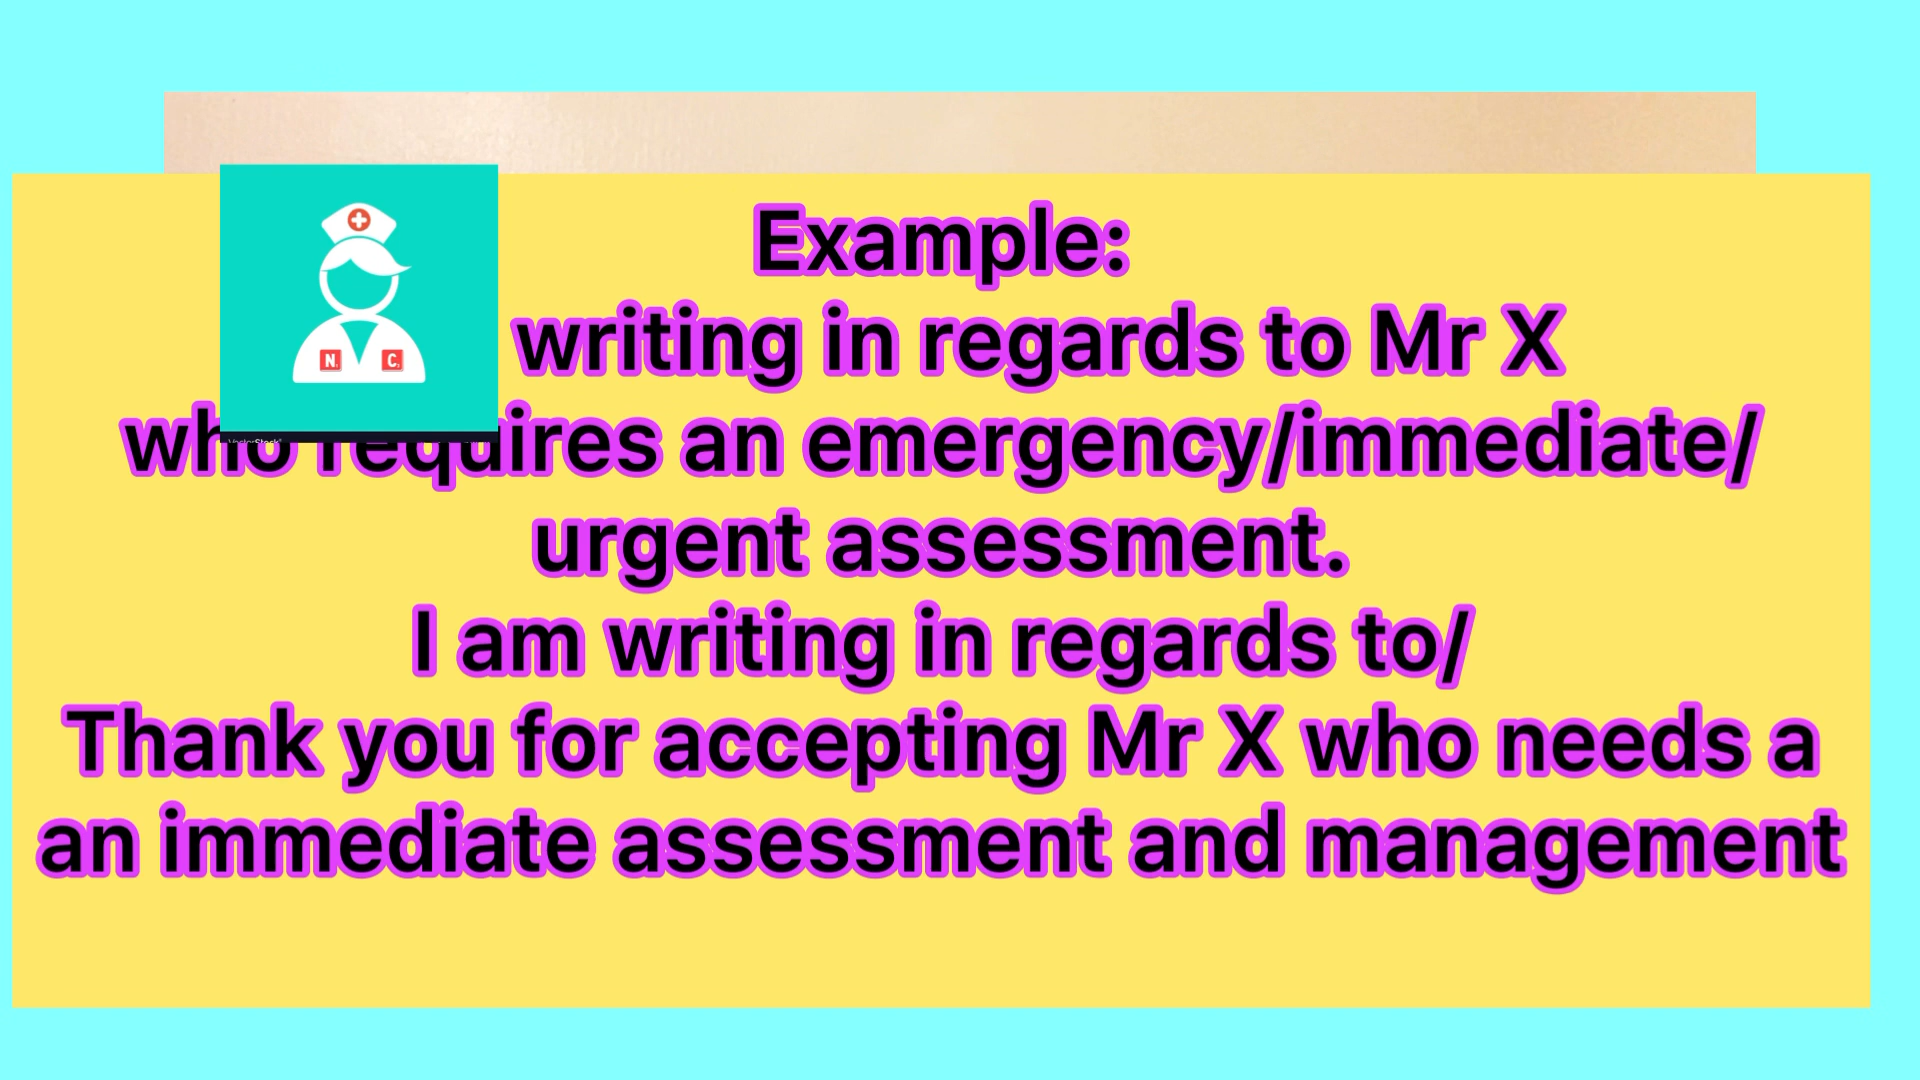 Example:
writing in regards to Mr X
who requires an emergency/immediate/
urgent assessment.
I am writing in regards to/
Thank you for accepting Mr X who needs a
an immediate assessment and management
N. C,